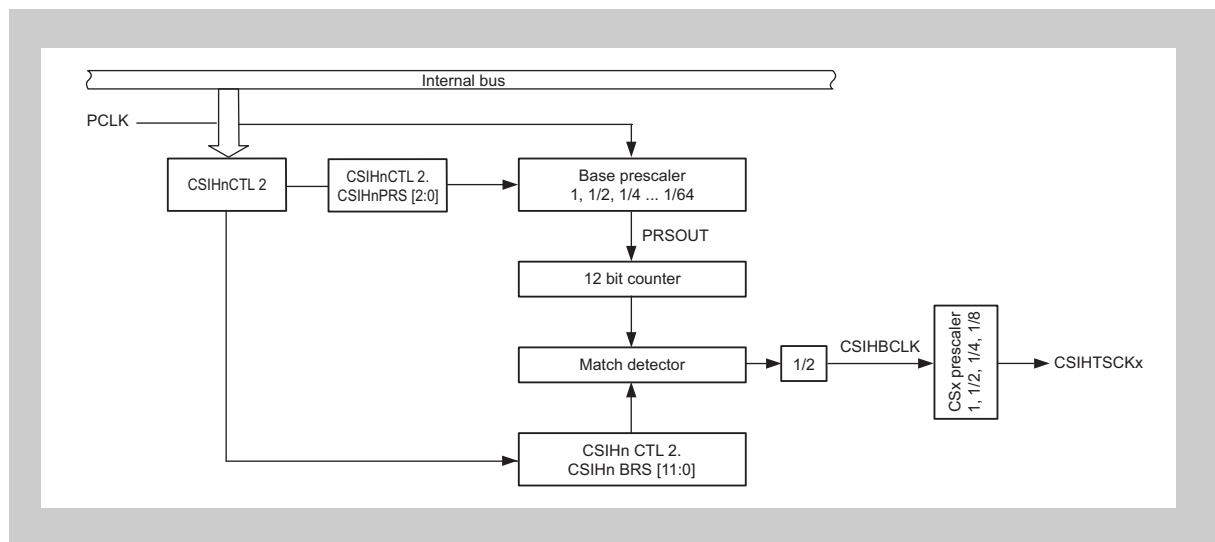 Internal bus
PCLK
CSIHnCTL 2
CSIHnCTL 2.
CSIHnPRS [2:0]
Base prescaler
1, 1/2, 1/4 ... 1/64
PRSOUT
12 bit counter
Match detector
1/2
CSIHBCLK
CSx prescaler
1, 1/2, 1/4, 1/8
CSIHTSCKx
CSIHn CTL 2.
CSIHn BRS [11:0]